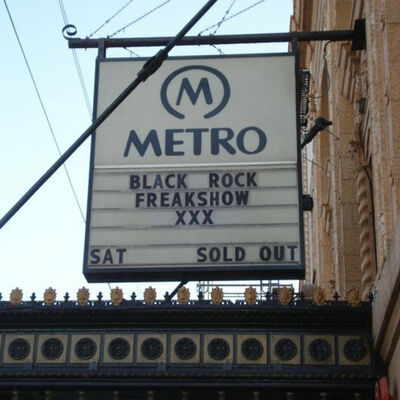 M
METRO
BLACK ROCK
FREAKSHOW
XXX
SAT SOLD OUT